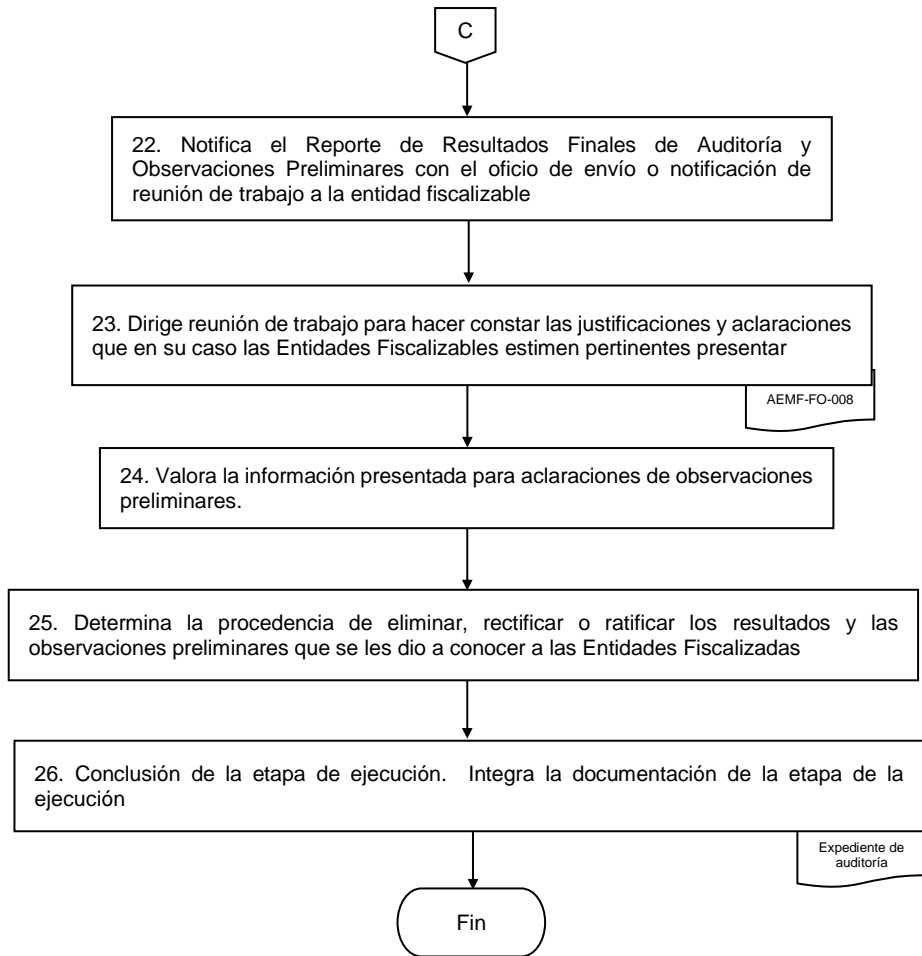 C
22. Notifica el Reporte de Resultados Finales de Auditoría y
Observaciones Preliminares con el oficio de envío o notificación de
reunión de trabajo a la entidad fiscalizable
23. Dirige reunión de trabajo para hacer constar las justificaciones y aclaraciones
que en su caso las Entidades Fiscalizables estimen pertinentes presentar
AEMF-FO-008
24. Valora la información presentada para aclaraciones de observaciones
preliminares.
25. Determina la procedencia de eliminar, rectificar o ratificar los resultados y las
observaciones preliminares que se les dio a conocer a las Entidades Fiscalizadas
26. Conclusión de la etapa de ejecución. Integra la documentación de la etapa de la
ejecución
Expediente de
auditoría
Fin